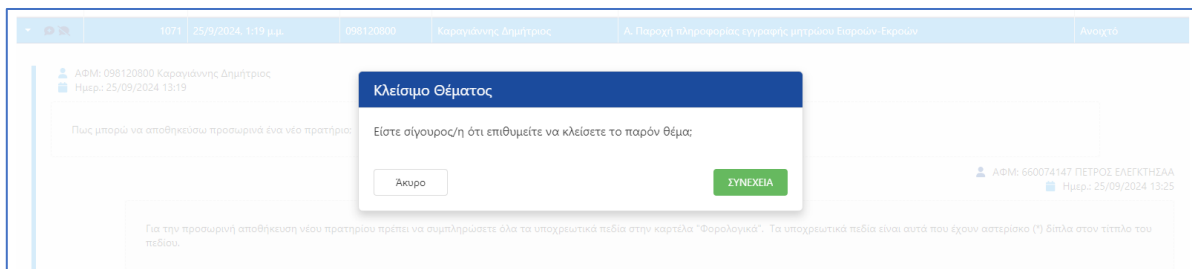 1071 25/9/2024, 1:19 μ.μ. 098120800 Καραγιάννης Δημήτριος Α. Παροχή πληροφορίας εγγραφής μητρώου Εισροών-Εκροών Ανοιχτό
ΑΦΜ: 098120800 Καραγιάννης Δημήτριος
Ημερ.: 25/09/2024 13:19
Πως μπορώ να αποθηκεύσω προσωρινά ένα νέο πρατήριο;
Κλείσιμο Θέματος
Είστε σίγουρος/η ότι επιθυμείτε να κλείσετε το παρόν θέμα;
Άκυρο
ΣΥΝΕΧΕΙΑ
ΑΦΜ: 660074147 ΠΕΤΡΟΣ ΕΛΕΓΚΤΗΣΑΑ
Ημερ.: 25/09/2024 13:25
Για την προσωρινή αποθήκευση νέου πρατηρίου πρέπει να συμπληρώσετε όλα τα υποχρεωτικά πεδία στην καρτέλα "Φορολογικά". Τα υποχρεωτικά πεδία είναι αυτά που έχουν αστερίσκο (*) δίπλα στον τίτλο του
πεδίου.